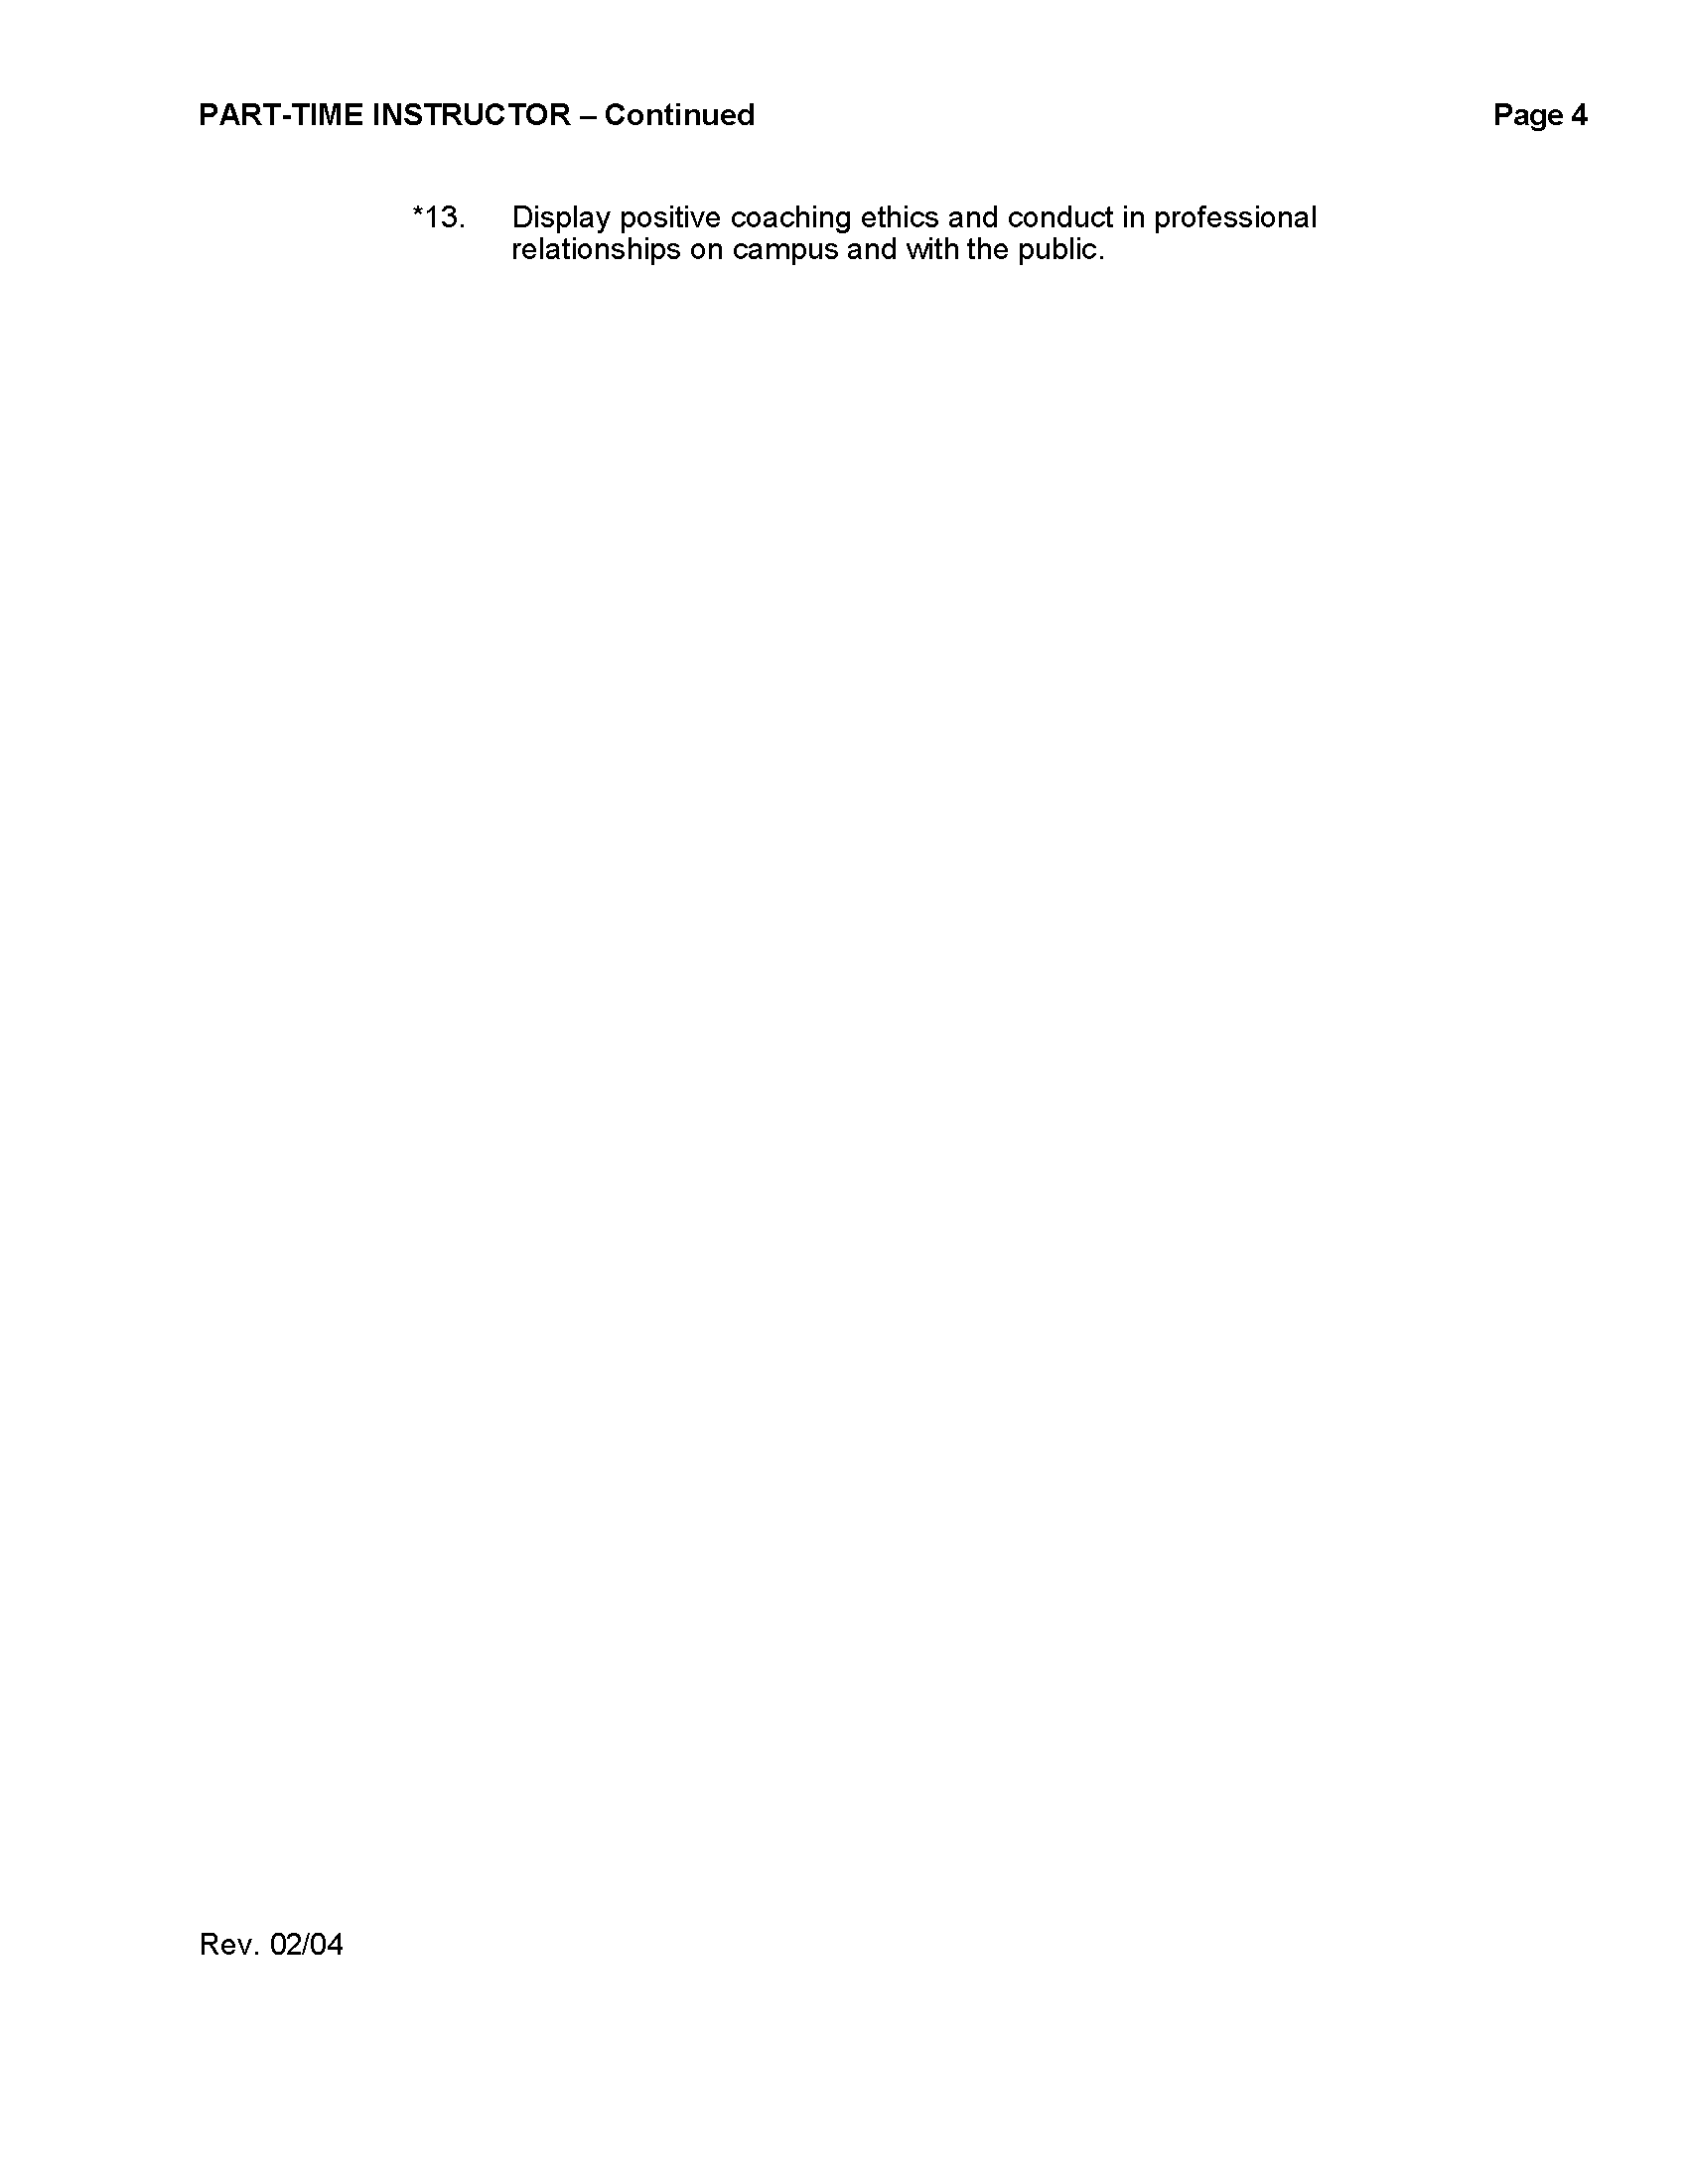 PART-TIME INSTRUCTOR – Continued Page 4
*13. Display positive coaching ethics and conduct in professional
relationships on campus and with the public.
Rev. 02/04